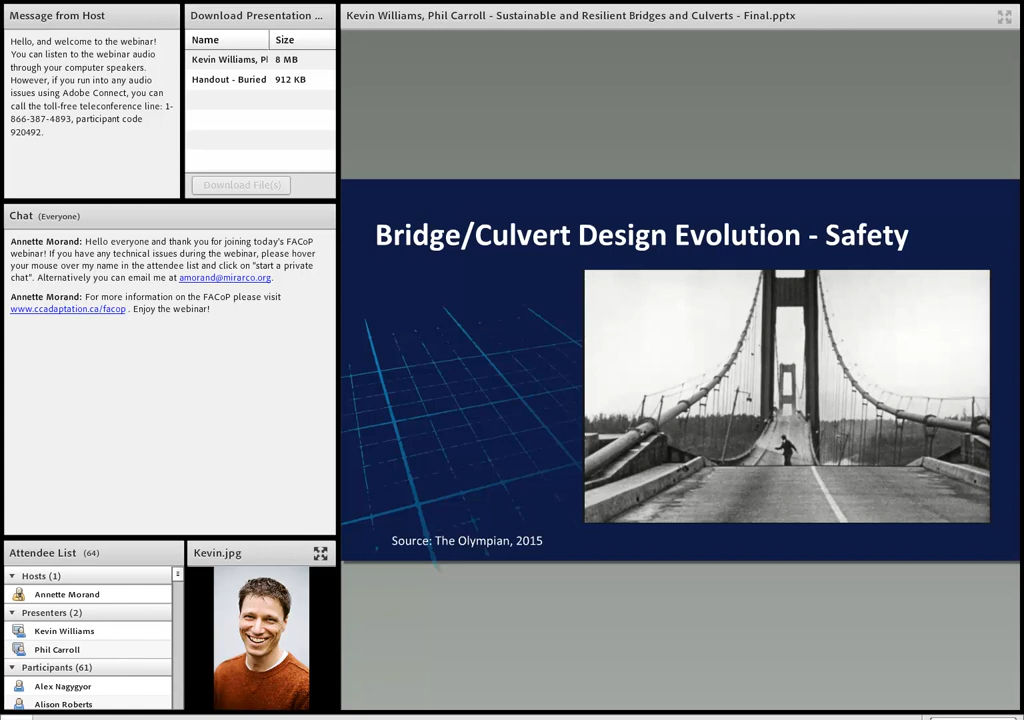 Message from Host
Hello, and welcome to the webinar!
You can listen to the webinar audio
through your computer speakers.
However, if you run into any audio
issues using Adobe Connect, you can
call the toll-free teleconference line: 1-
866-387-4893, participant code
920492.
Download Presentation ...
Name Size
Kevin Williams, Pl 8 MB
Handout - Buried 912 KB
Download File(s)
Chat (Everyone)
Annette Morand: Hello everyone and thank you for joining today's FACoP
webinar! If you have any technical issues during the webinar, please hover
your mouse over my name in the attendee list and click on "start a private
chat". Alternatively you can email me at amorand@mirarco.org.
Annette Morand: For more information on the FACoP please visit
www.ccadaptation.ca/facop . Enjoy the webinar!
Attendee List (64)
Hosts (1)
Annette Morand
Presenters (2)
Kevin Williams
Phil Carroll
Participants (61)
Alex Nagygyor
Alison Roberts
Kevin.jpg
Kevin Williams, Phil Carroll - Sustainable and Resilient Bridges and Culverts - Final.pptx
Bridge/Culvert Design Evolution - Safety
Source: The Olympian, 2015